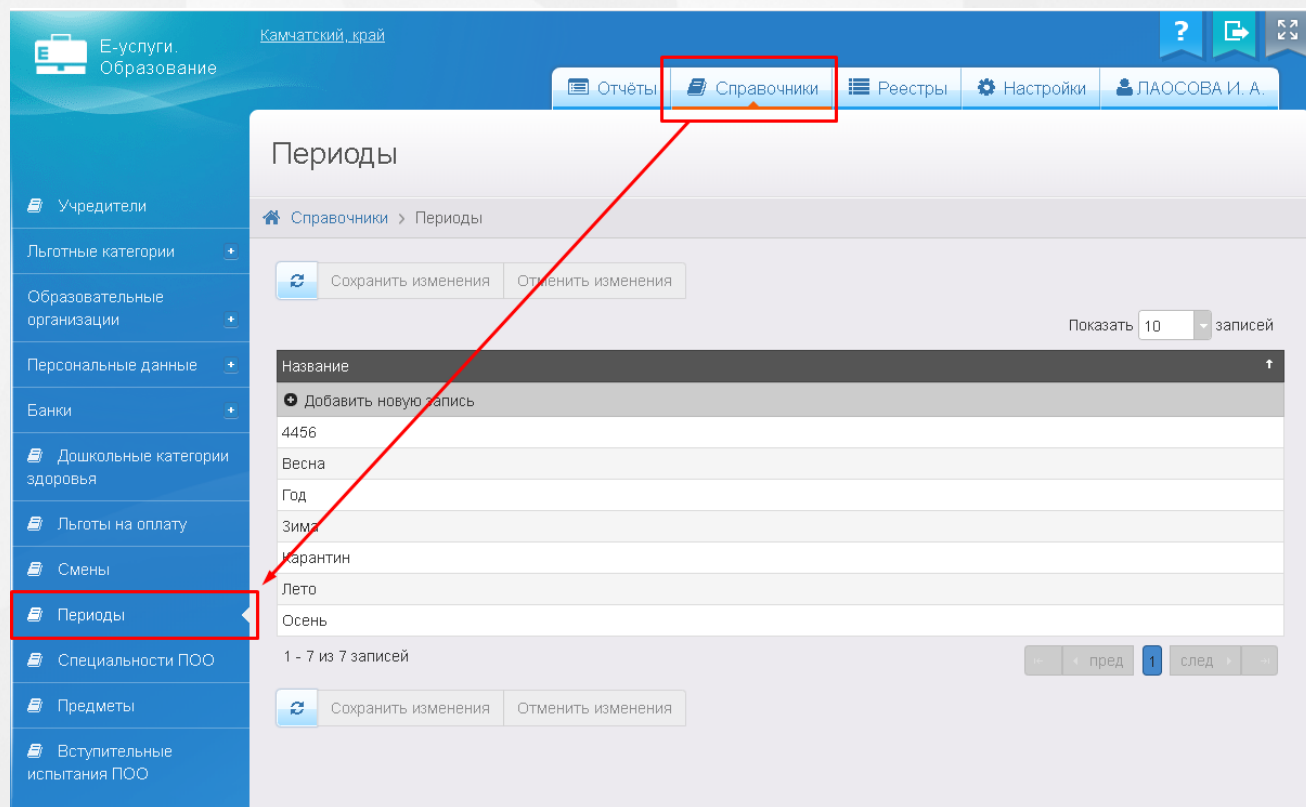 E
Е-услуги.
Образование
Камчатский, край
?
Отчёты
Справочники
Реестры
Настройки
ЛАОСОВА И. А.
Периоды
Справочники > Периоды
Учредители
Льготные категории +
Образовательные
организации +
Персональные данные +
Банки +
Дошкольные категории
здоровья
Льготы на оплату
Смены
Периоды
Специальности ПОО
Предметы
Вступительные
испытания ПОО
Сохранить изменения
Отменить изменения
Показать 10 записей
Название
Добавить новую запись
4456
Весна
Год
Зима
Карантин
Лето
Осень
1 - 7 из 7 записей
пред 1 след
Сохранить изменения
Отменить изменения